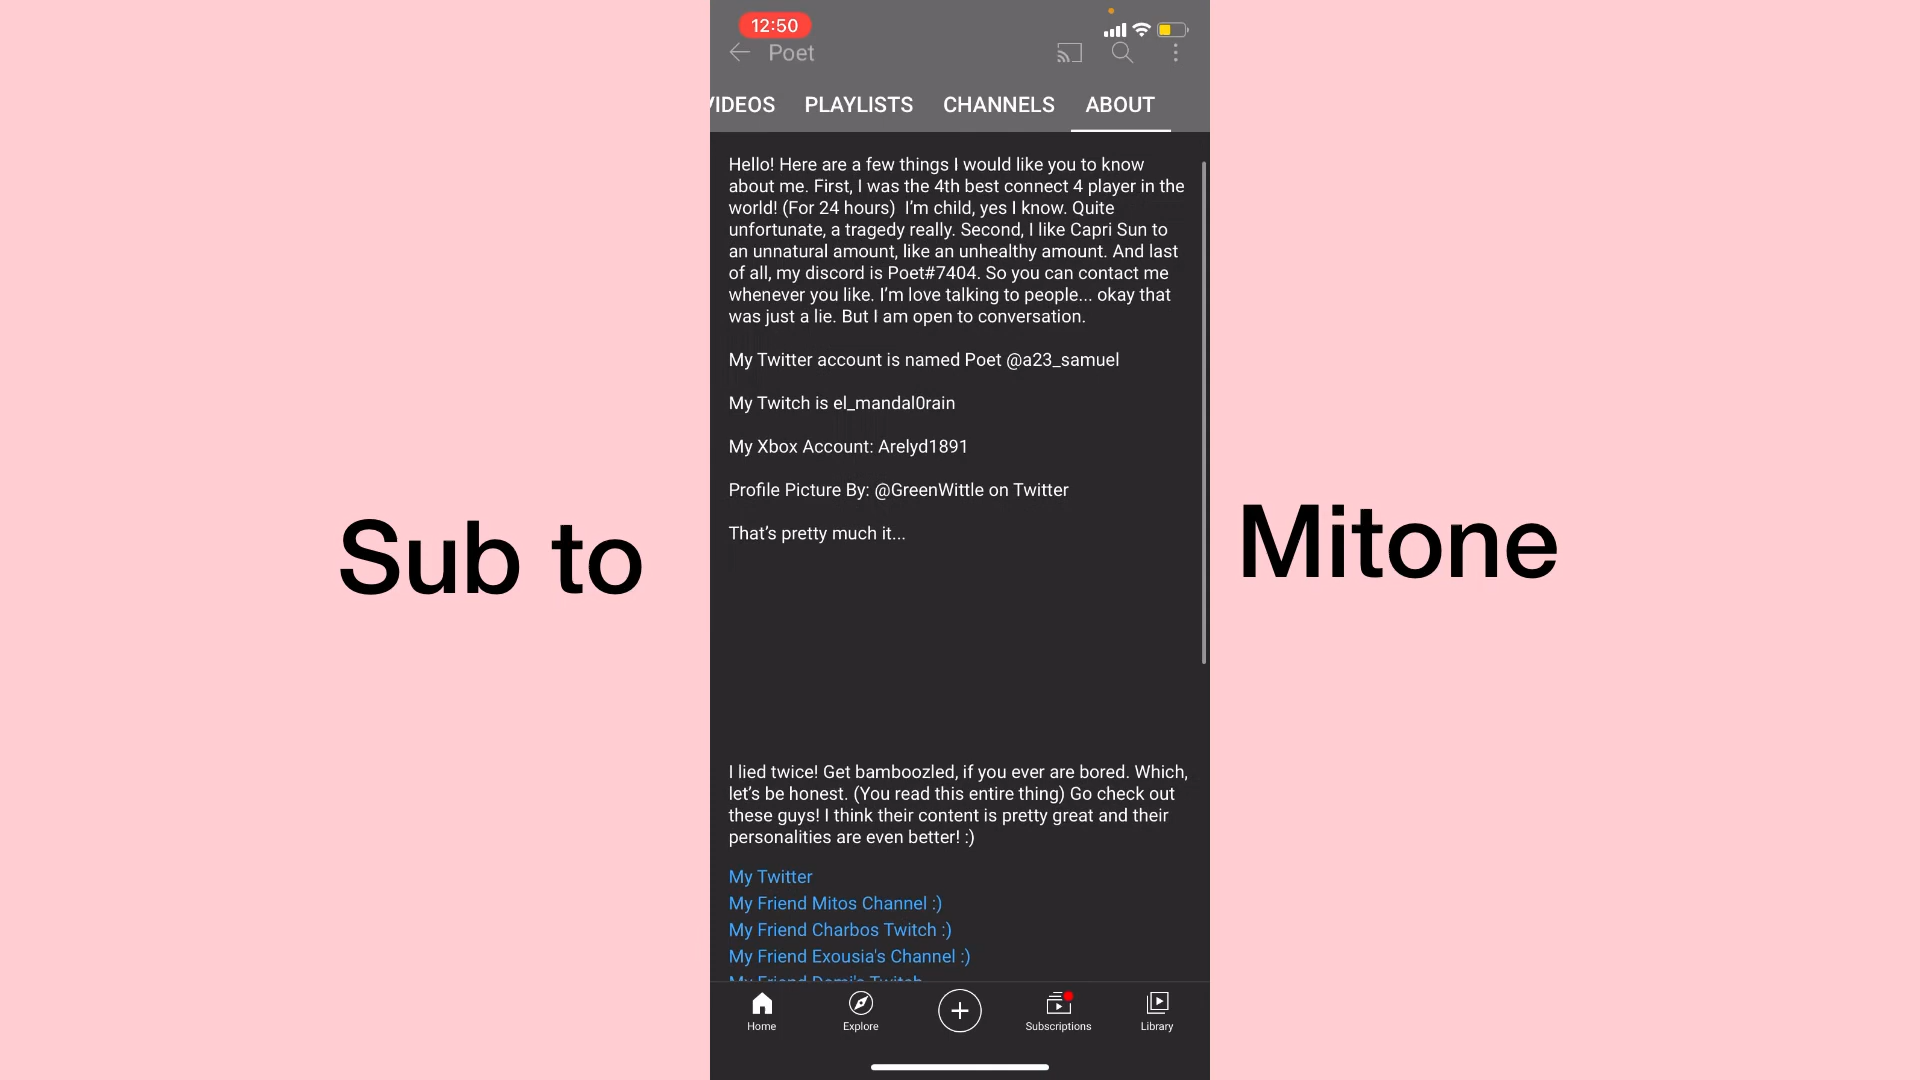 12:50
Poet
VIDEOS PLAYLISTS CHANNELS ABOUT
Hello! Here are a few things I would like you to know
about me. First, I was the 4th best connect 4 player in the
world! (For 24 hours)  I’m child, yes I know. Quite
unfortunate, a tragedy really. Second, I like Capri Sun to
an unnatural amount, like an unhealthy amount. And last
of all, my discord is Poet#7404. So you can contact me
whenever you like. I’m love talking to people... okay that
was just a lie. But I am open to conversation.
My Twitter account is named Poet @a23_samuel
My Twitch is el_mandal0rain
My Xbox Account: Arelyd1891
Profile Picture By: @GreenWittle on Twitter
That’s pretty much it...
Sub to
Mitone
I lied twice! Get bamboozled, if you ever are bored. Which,
let’s be honest. (You read this entire thing) Go check out
these guys! I think their content is pretty great and their
personalities are even better! :)
My Twitter
My Friend Mitos Channel :)
My Friend Charbos Twitch :)
My Friend Exousia's Channel :)
My Friend
Home Explore Subscriptions Library